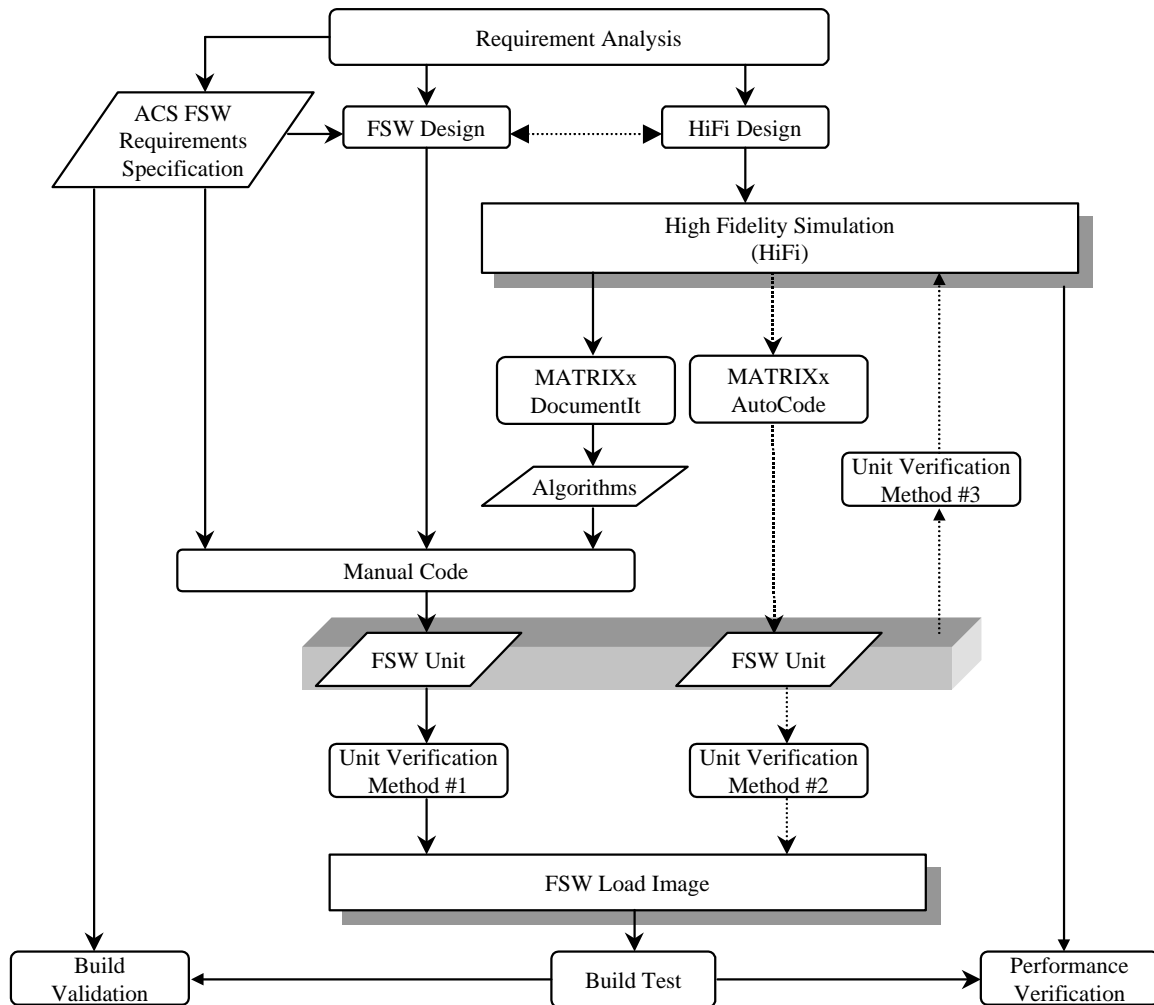 Requirement Analysis
ACS FSW
Requirements
Specification
FSW Design
HiFi Design
High Fidelity Simulation
(HiFi)
MATRIXx
DocumentIt
MATRIXx
AutoCode
Unit Verification
Method #3
Algorithms
Manual Code
FSW Unit
FSW Unit
Unit Verification
Method #1
Unit Verification
Method #2
FSW Load Image
Build
Validation
Build Test
Performance
Verification